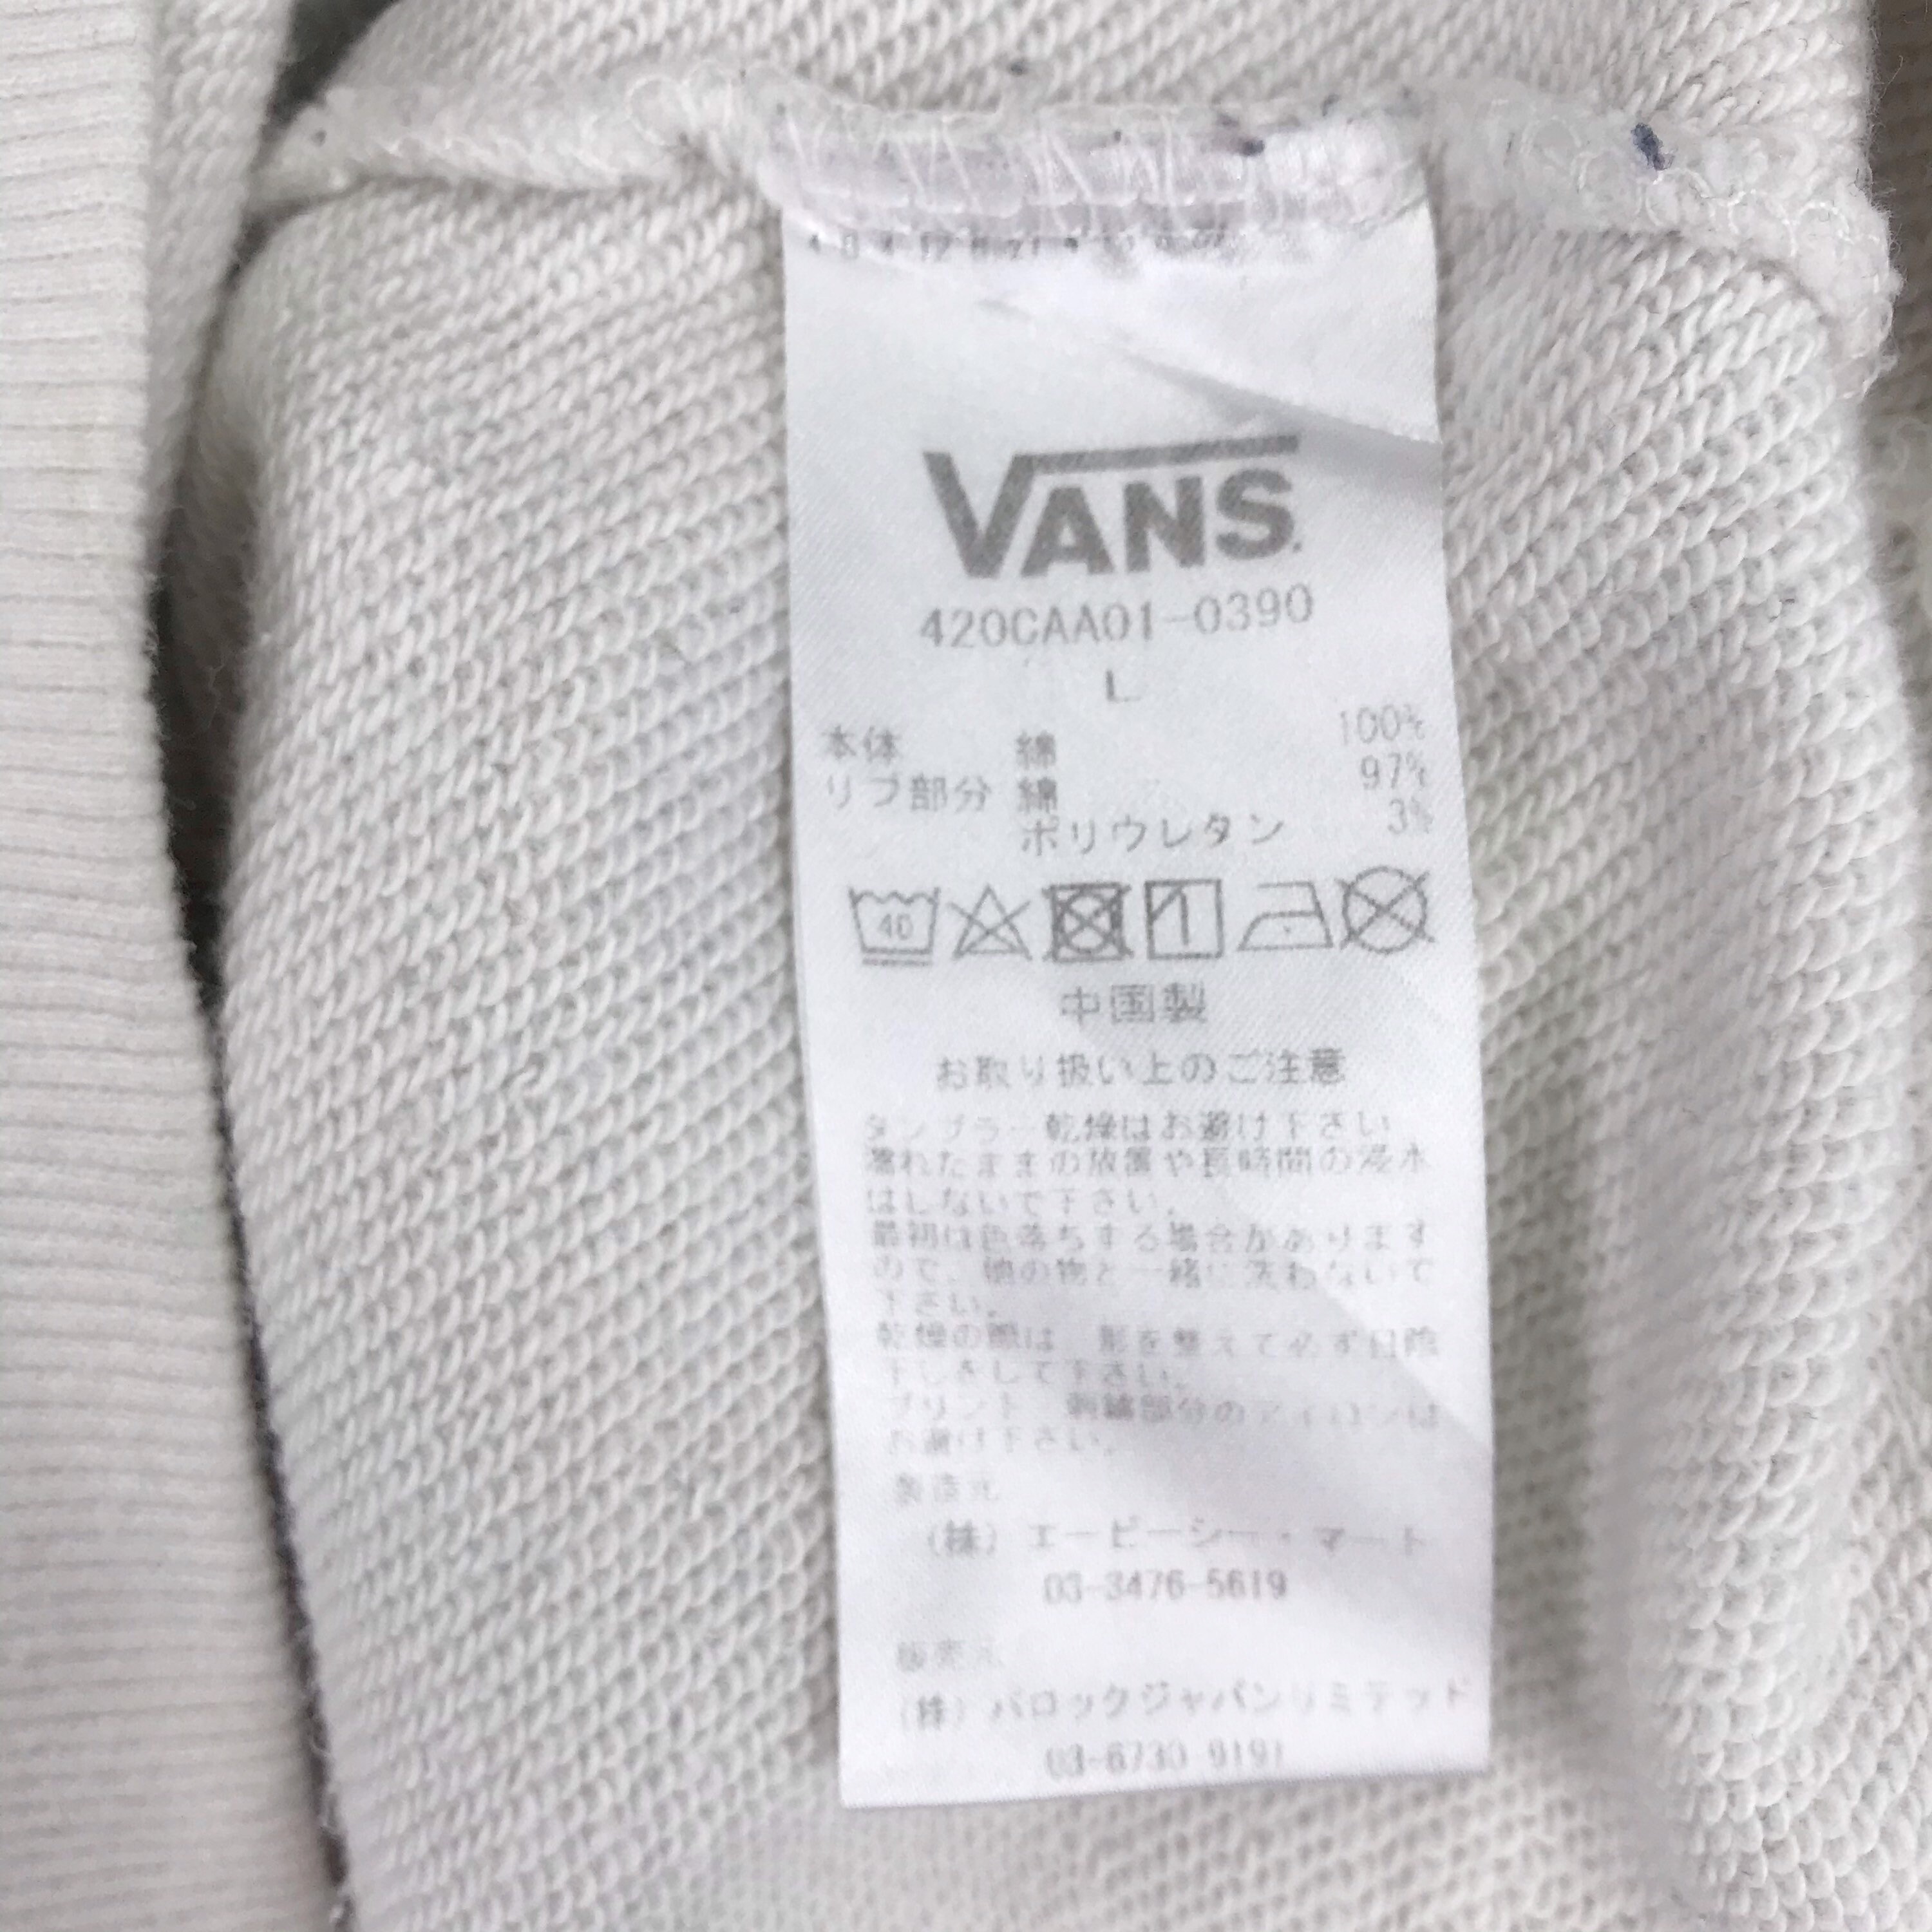 VANS
420CAA01-0390
L
本体 綿 100%
リブ部分 綿 97%
ポリウレタン 3%
40
中国製
お取り扱い上のご注意
タンブラー乾燥はお避け下さい
濡れたままの放置や長時間の浸水
はしないで下さい。
最初は色落ちする場合があります
ので、他の物と一緒に洗わないで
下さい。
乾燥の際は 形を整えて必ず日陰
干しをして下さい。
プリント 刺繍部分のアイロンは
お避け下さい。
製造元
(株)エービーシー・マート
03-3476-5619
販売元
(株)バロックジャパンリミテッド
03-6730-9191